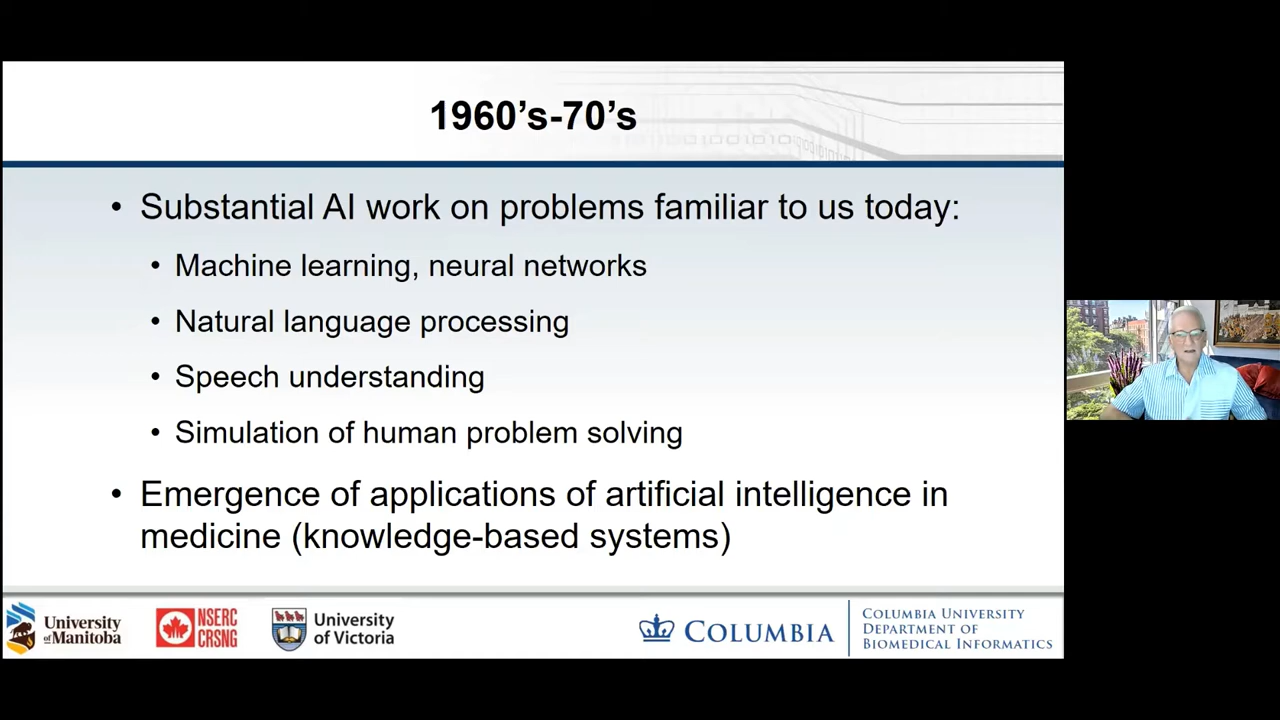 1960's-70's
• Substantial AI work on problems familiar to us today:
• Machine learning, neural networks
• Natural language processing
• Speech understanding
• Simulation of human problem solving
• Emergence of applications of artificial intelligence in
medicine (knowledge-based systems)
University
of Manitoba
NSERC
CRSNG
University
of Victoria
COLUMBIA
COLUMBIA UNIVERSITY
DEPARTMENT OF
BIOMEDICAL INFORMATICS